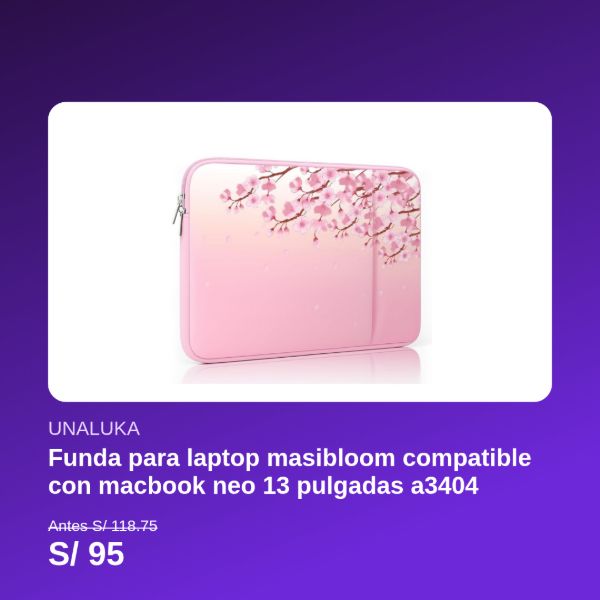 UNALUKA
Funda para laptop masibloom compatible
con macbook neo 13 pulgadas a3404
Antes S/ 118.75
S/ 95